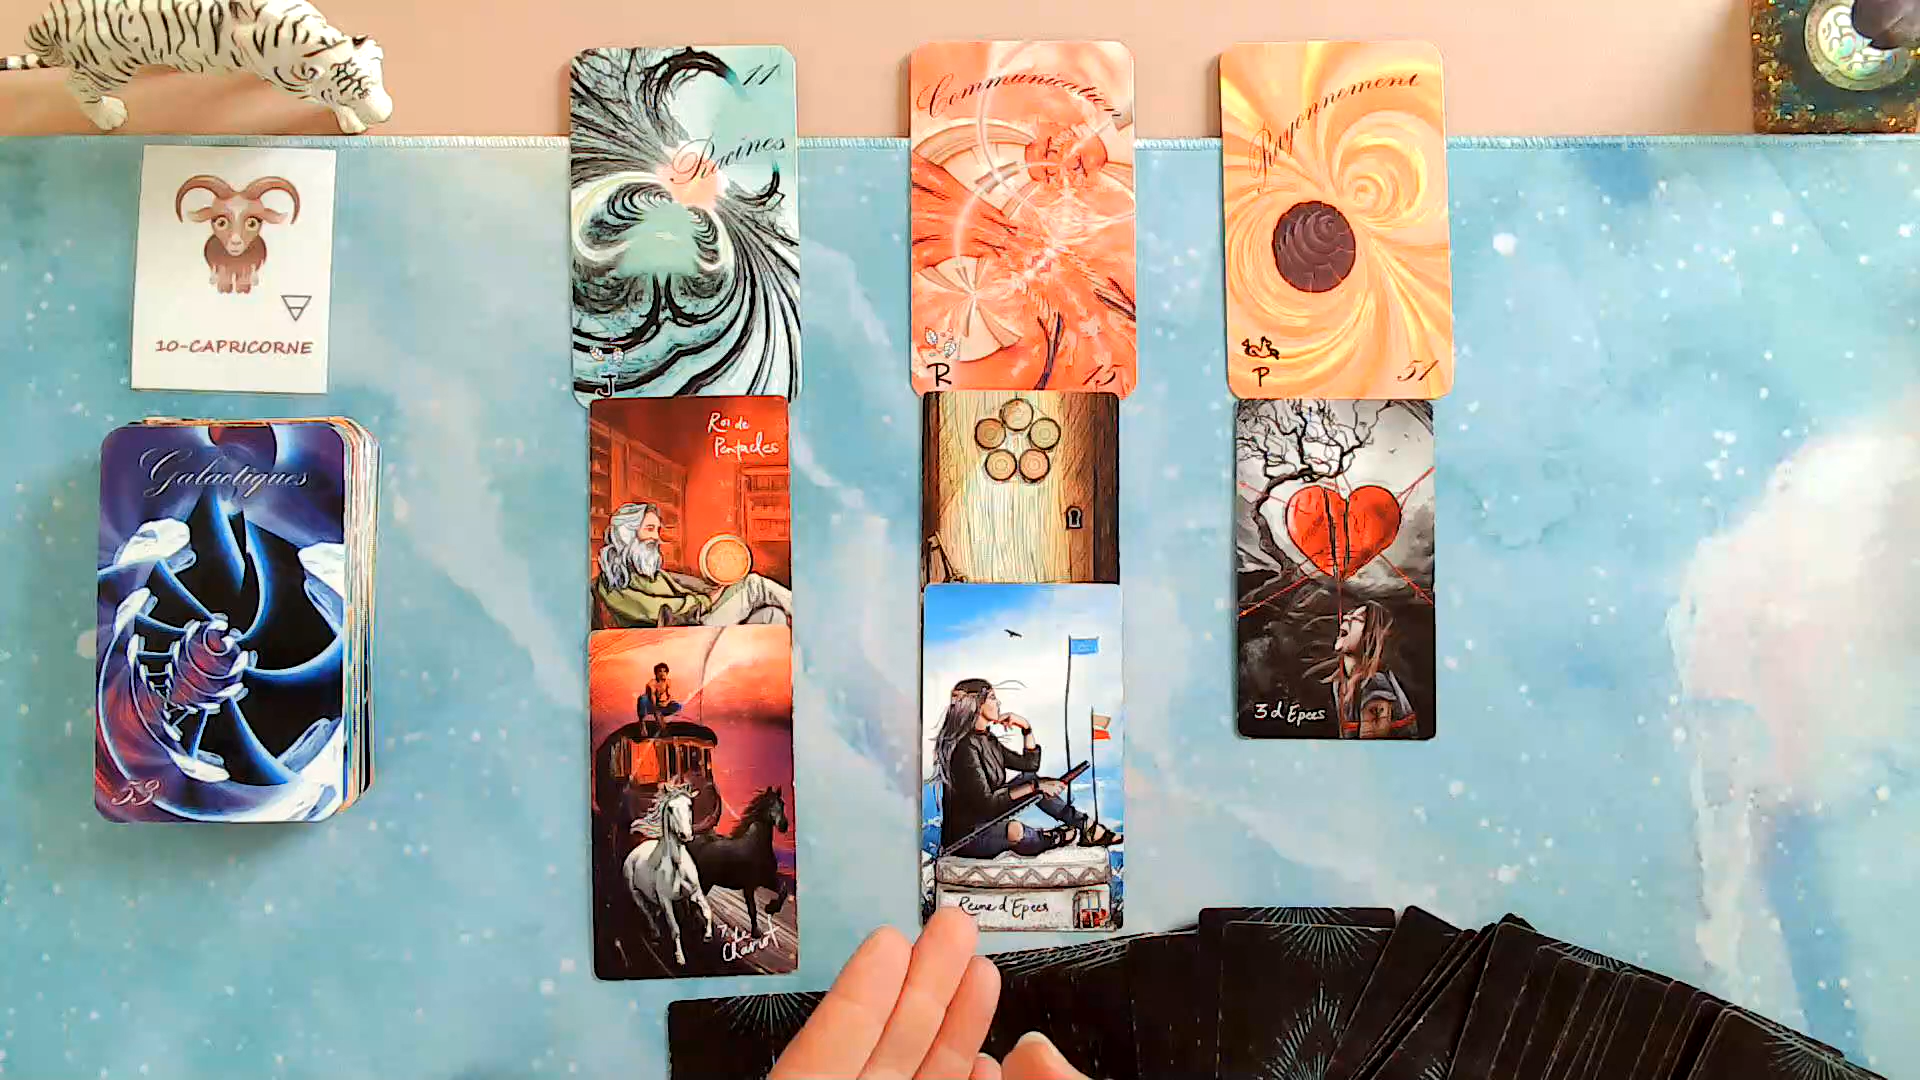 10-CAPRICORNE
Galactiques
53
11
Racines
J
Communication
R
15
Rayonnement
P
51
Roi de
Pentacles
7 Le
Chariot
Reine d'Epees
3 d'Epees